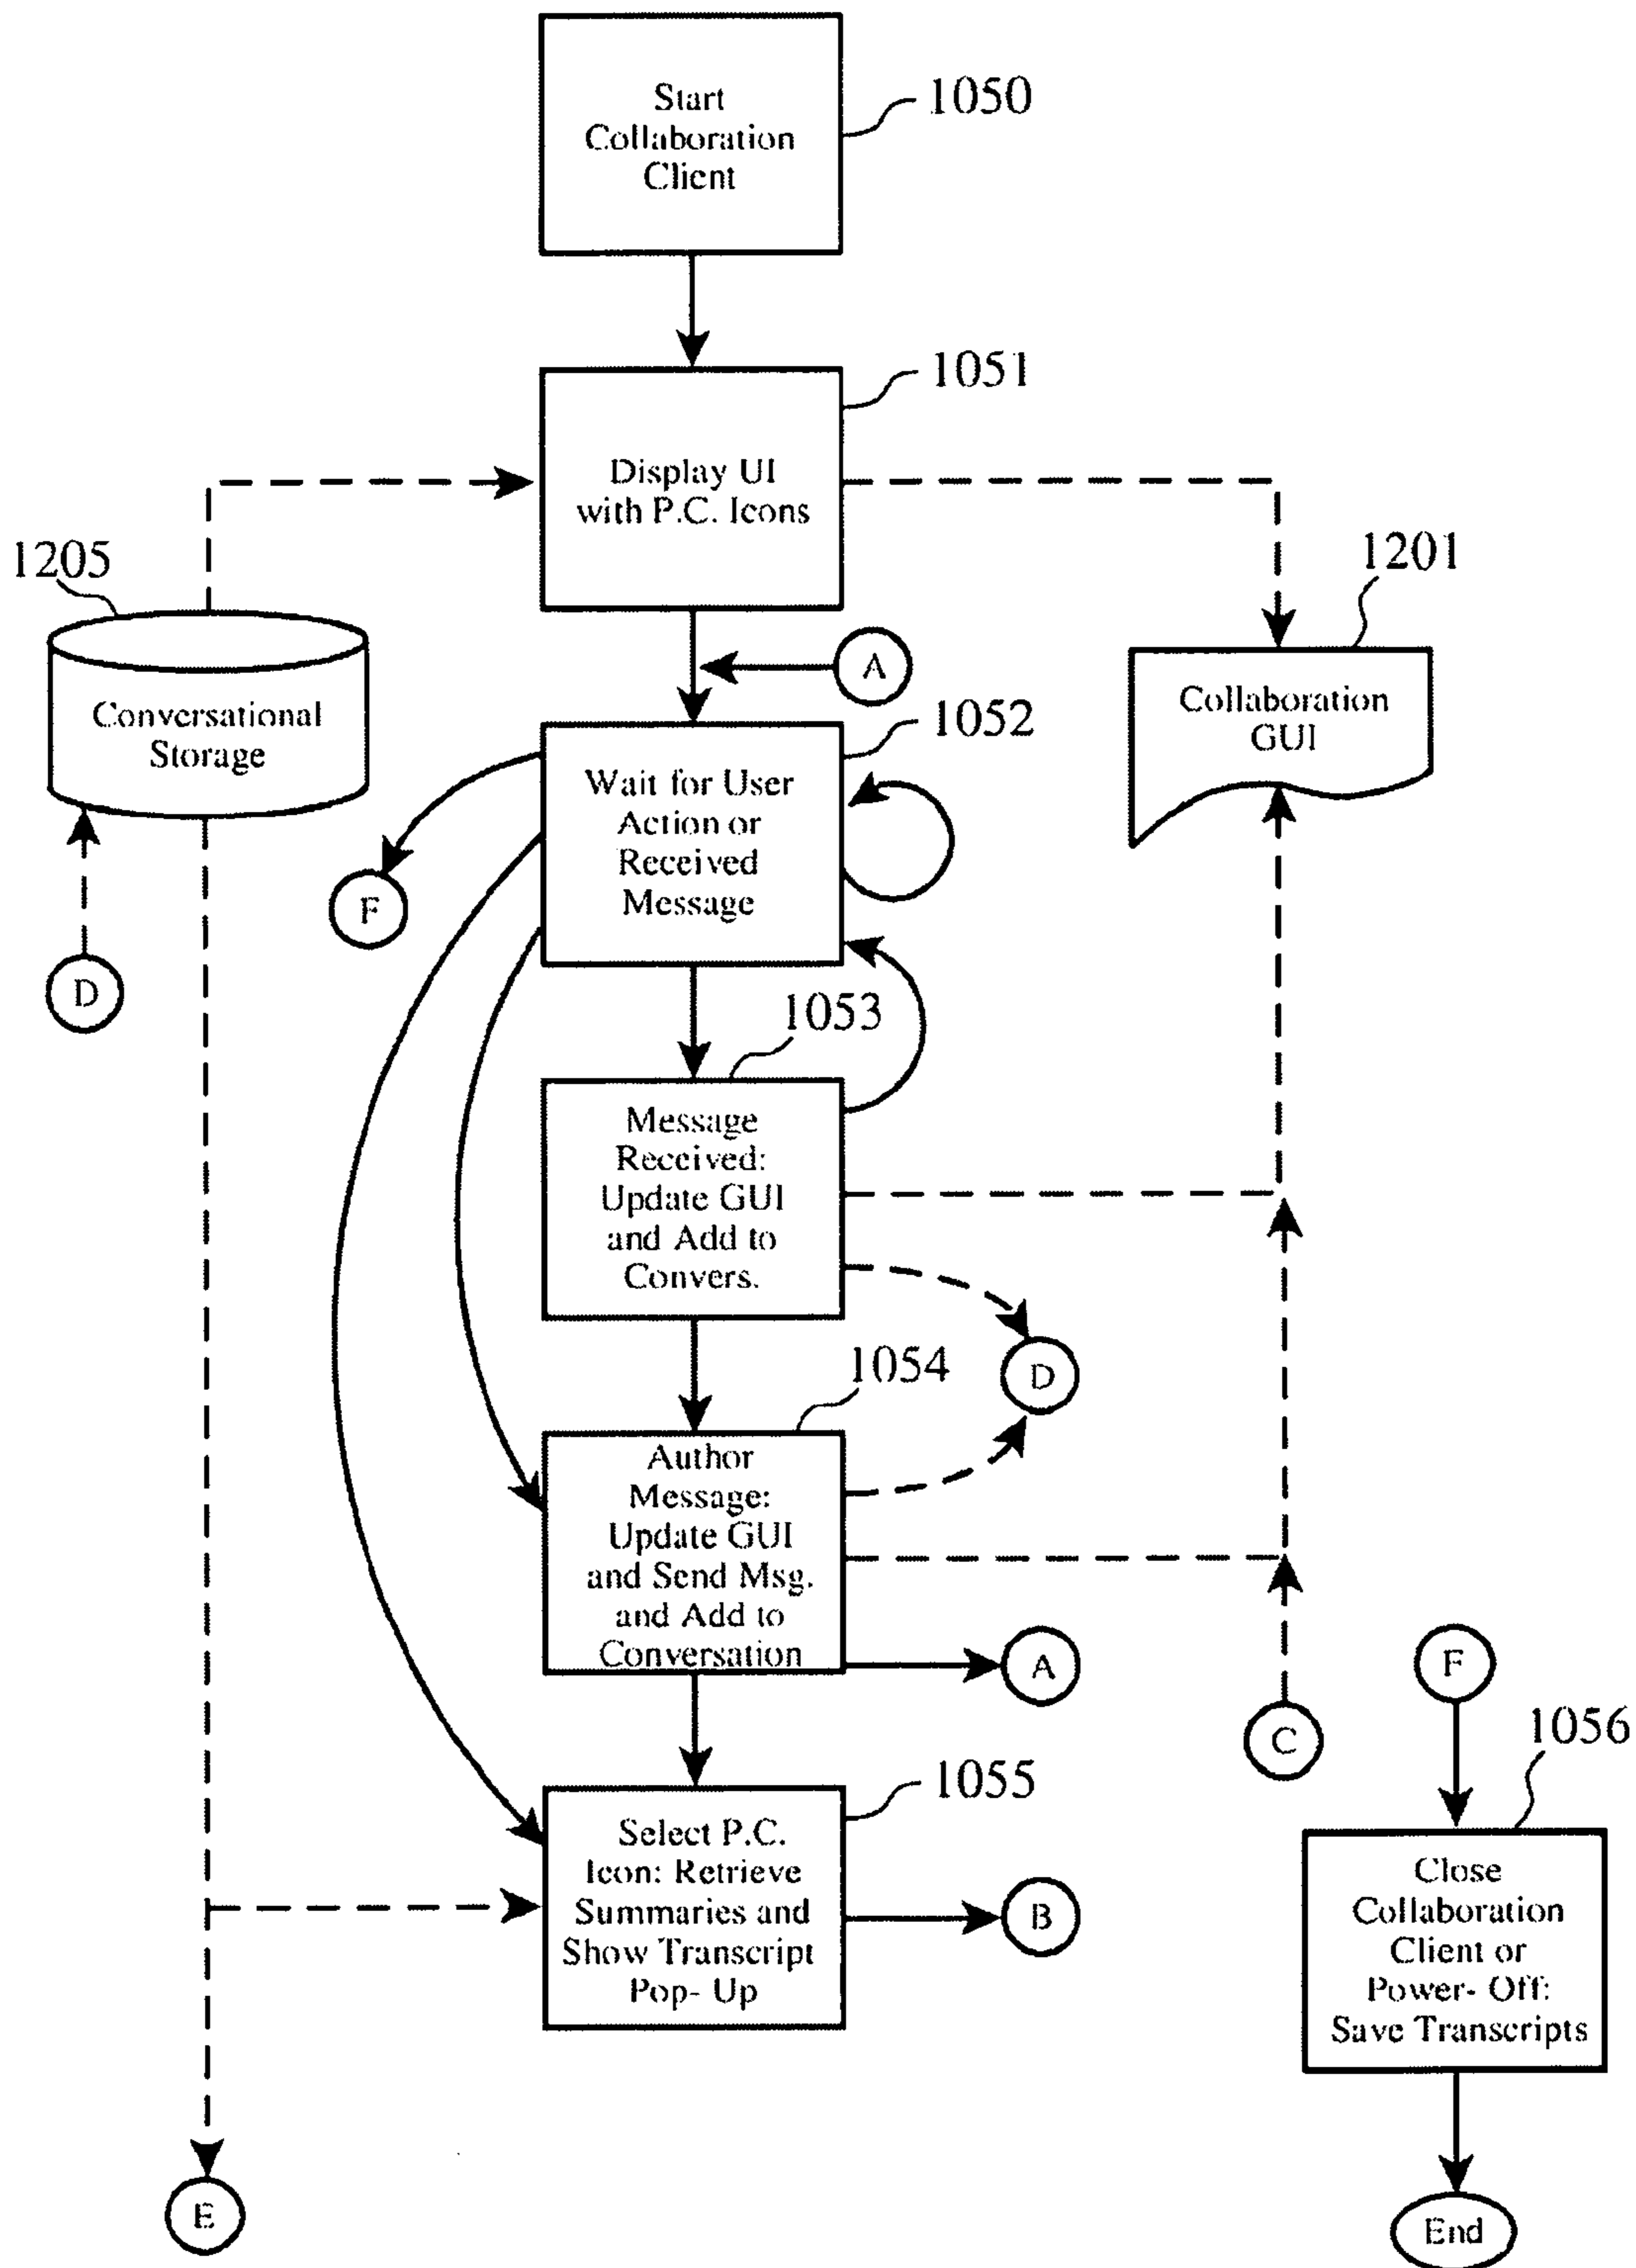 Start
Collaboration
Client
1050
1051
Display UI
with P.C. Icons
1205
1201
Conversational
Storage
A
Collaboration
GUI
1052
Wait for User
Action or
Received
Message
F
D
1053
Message
Received:
Update GUI
and Add to
Convers.
D
1054
Author
Message:
Update GUI
and Send Msg.
and Add to
Conversation
A
F
C
1056
1055
Select P.C.
Icon: Retrieve
Summaries and
Show Transcript
Pop- Up
B
Close
Collaboration
Client or
Power- Off:
Save Transcripts
E
End